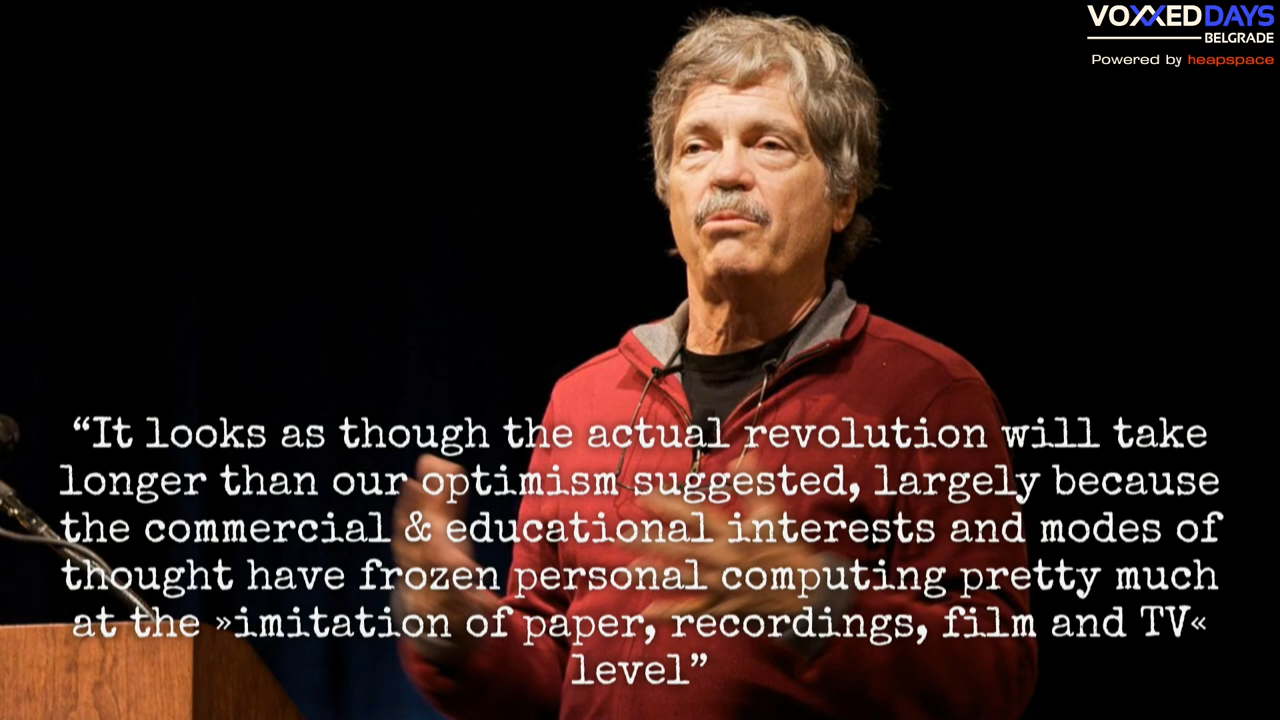 VOXXEDDAYS
BELGRADE
Powered by heapspace
“It looks as though the actual revolution will take
longer than our optimism suggested, largely because
the commercial & educational interests and modes of
thought have frozen personal computing pretty much
at the »imitation of paper, recordings, film and TV«
level”